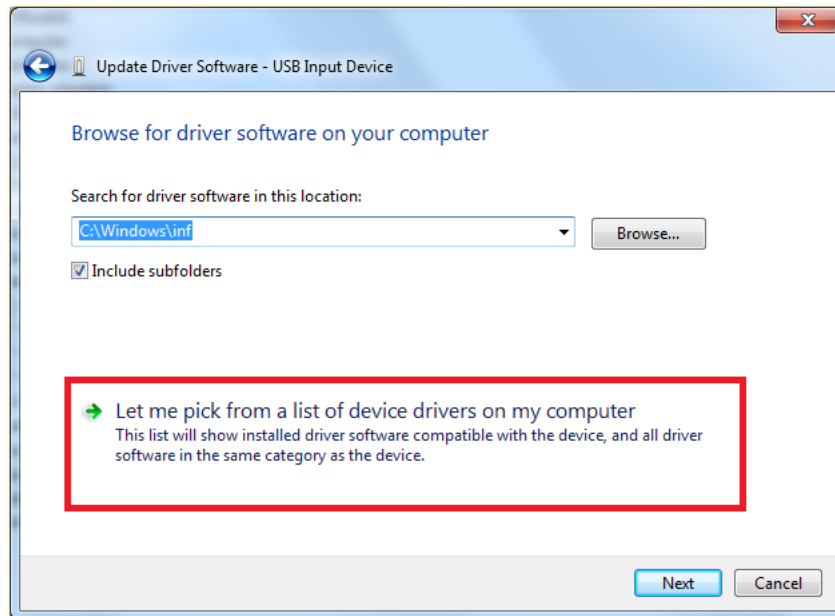 Update Driver Software - USB Input Device
Browse for driver software on your computer
Search for driver software in this location:
C:\Windows\inf
Browse...
Include subfolders
Let me pick from a list of device drivers on my computer
This list will show installed driver software compatible with the device, and all driver
software in the same category as the device.
Next
Cancel